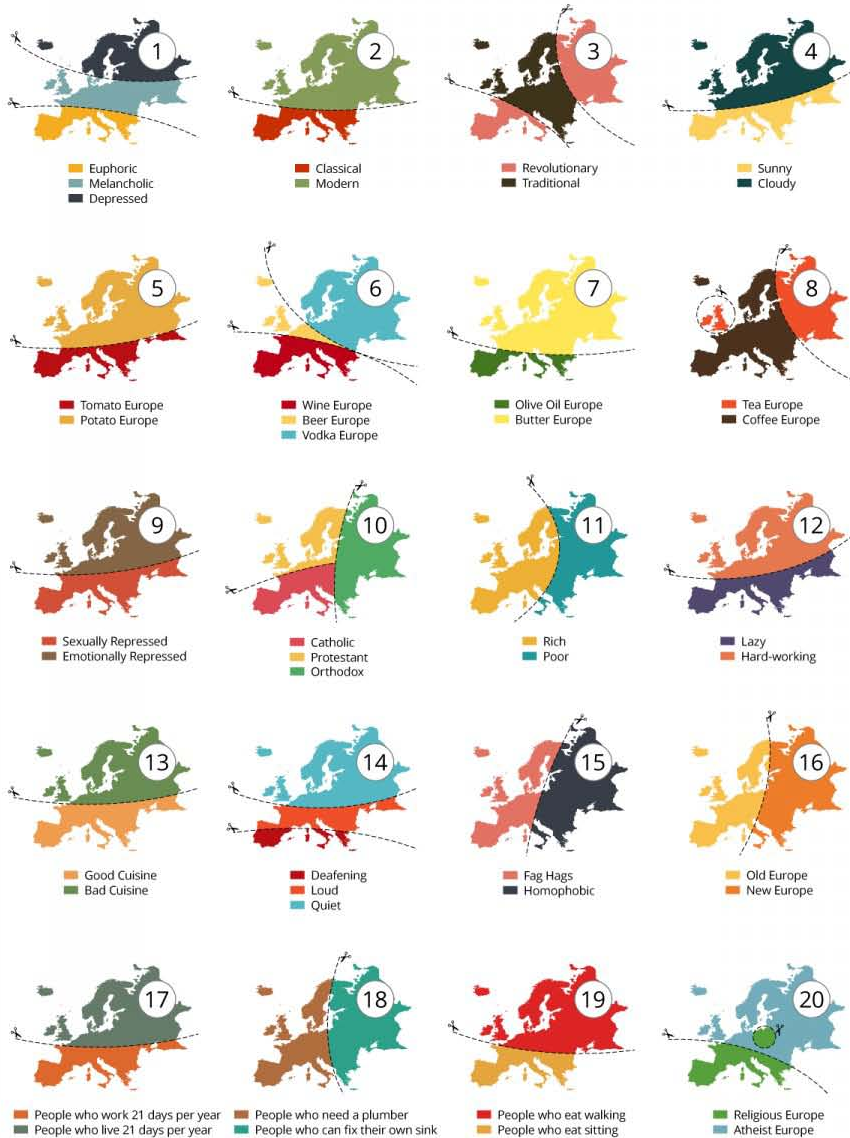 1
2
3
4
Euphoric
Melancholic
Depressed
Classical
Modern
Revolutionary
Traditional
Sunny
Cloudy
5
6
7
8
Tomato Europe
Potato Europe
Wine Europe
Beer Europe
Vodka Europe
Olive Oil Europe
Butter Europe
Tea Europe
Coffee Europe
9
10
11
12
Sexually Repressed
Emotionally Repressed
Catholic
Protestant
Orthodox
Rich
Poor
Lazy
Hard-working
13
14
15
16
Good Cuisine
Bad Cuisine
Deafening
Loud
Quiet
Fag Hags
Homophobic
Old Europe
New Europe
17
18
19
20
People who work 21 days per year
People who live 21 days per year
People who need a plumber
People who can fix their own sink
People who eat walking
People who eat sitting
Religious Europe
Atheist Europe